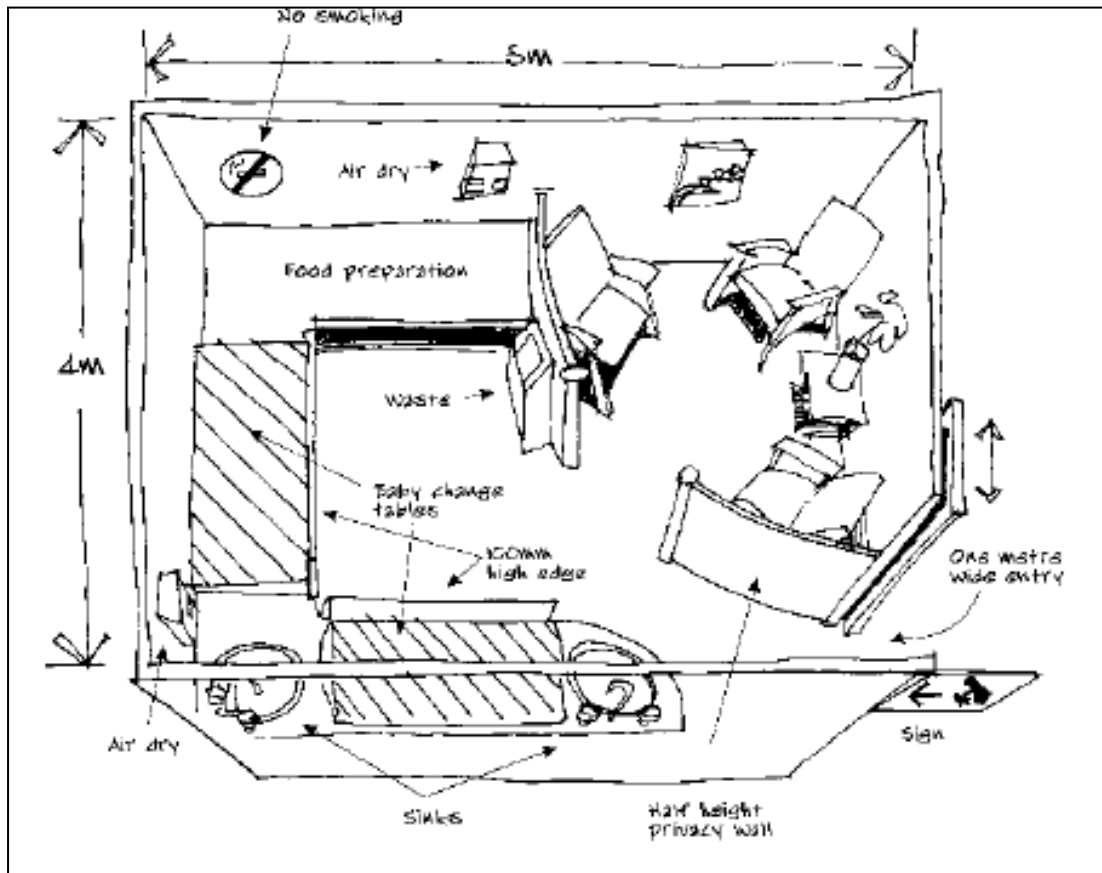 No smoking
5m
Air dry
Food preparation
4m
Waste
Baby change
tables
100mm
high edge
One metre
wide entry
Air dry
Sign
Sinks
Half height
privacy wall